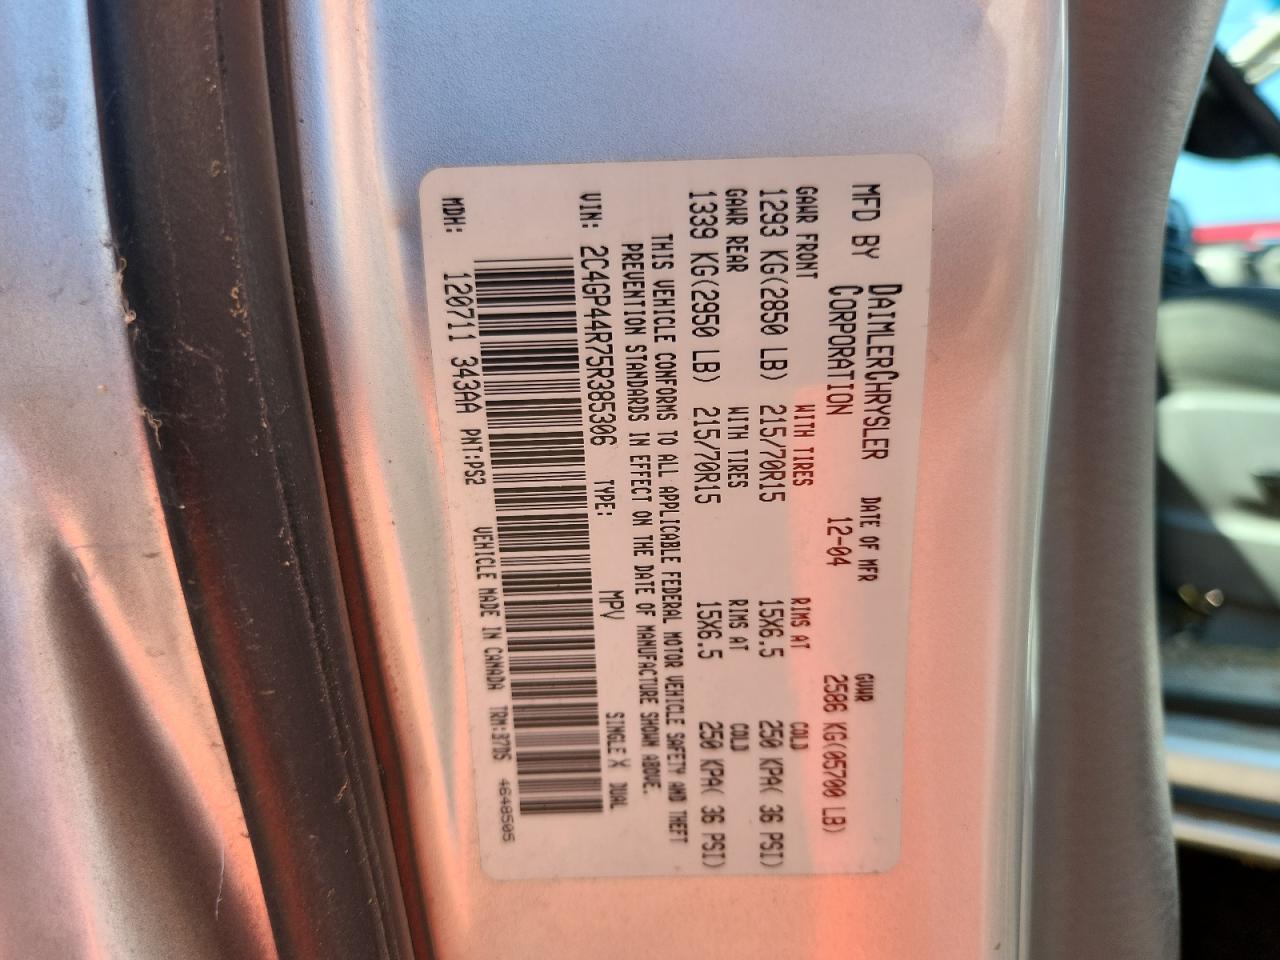 MFD BY DAIMLERCHRYSLER CORPORATION
DATE OF MFR 12-04
GVWR 2586 KG(05700 LB)
GAWR FRONT WITH TIRES RIMS AT COLD
1293 KG(2850 LB) 215/70R15 15X6.5 250 KPA( 36 PSI)
GAWR REAR WITH TIRES RIMS AT COLD
1339 KG(2950 LB) 215/70R15 15X6.5 250 KPA( 36 PSI)
THIS VEHICLE CONFORMS TO ALL APPLICABLE FEDERAL MOTOR VEHICLE SAFETY AND THEFT
PREVENTION STANDARDS IN EFFECT ON THE DATE OF MANUFACTURE SHOWN ABOVE.
VIN: 2C4GP44R75R385306 TYPE: MPV SINGLE X DUAL
MDH: 120711 343AA PNT:PS2 VEHICLE MADE IN CANADA TRM:B7DS 4648505